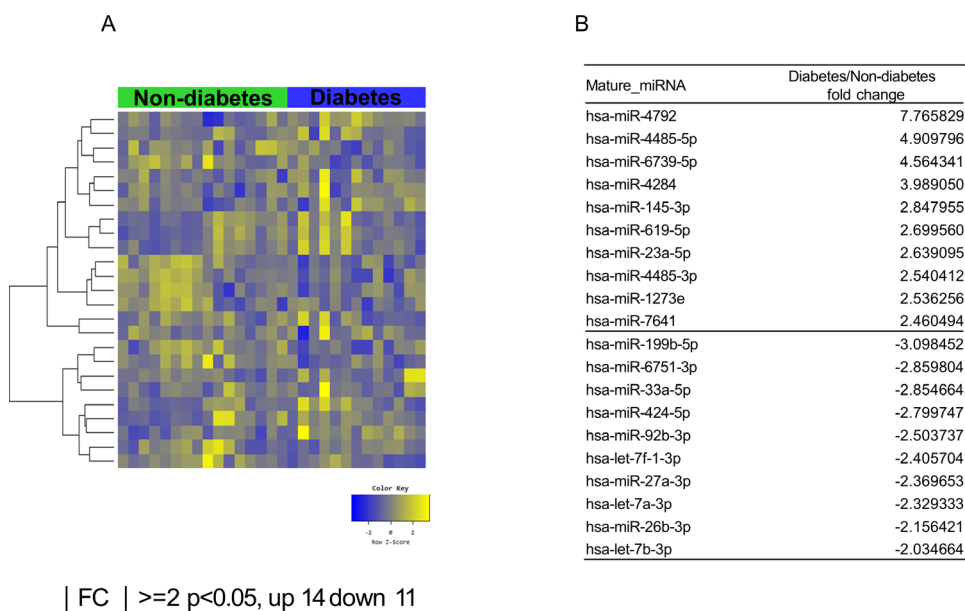 A
B
Non-diabetes Diabetes
Color Key
-2 0 2
Row Z-Score
| FC | >=2 p<0.05, up 14 down 11
Mature_miRNA Diabetes/Non-diabetes
fold change
hsa-miR-4792 7.765829
hsa-miR-4485-5p 4.909796
hsa-miR-6739-5p 4.564341
hsa-miR-4284 3.989050
hsa-miR-145-3p 2.847955
hsa-miR-619-5p 2.699560
hsa-miR-23a-5p 2.639095
hsa-miR-4485-3p 2.540412
hsa-miR-1273e 2.536256
hsa-miR-7641 2.460494
hsa-miR-199b-5p -3.098452
hsa-miR-6751-3p -2.859804
hsa-miR-33a-5p -2.854664
hsa-miR-424-5p -2.799747
hsa-miR-92b-3p -2.503737
hsa-let-7f-1-3p -2.405704
hsa-miR-27a-3p -2.369653
hsa-let-7a-3p -2.329333
hsa-miR-26b-3p -2.156421
hsa-let-7b-3p -2.034664